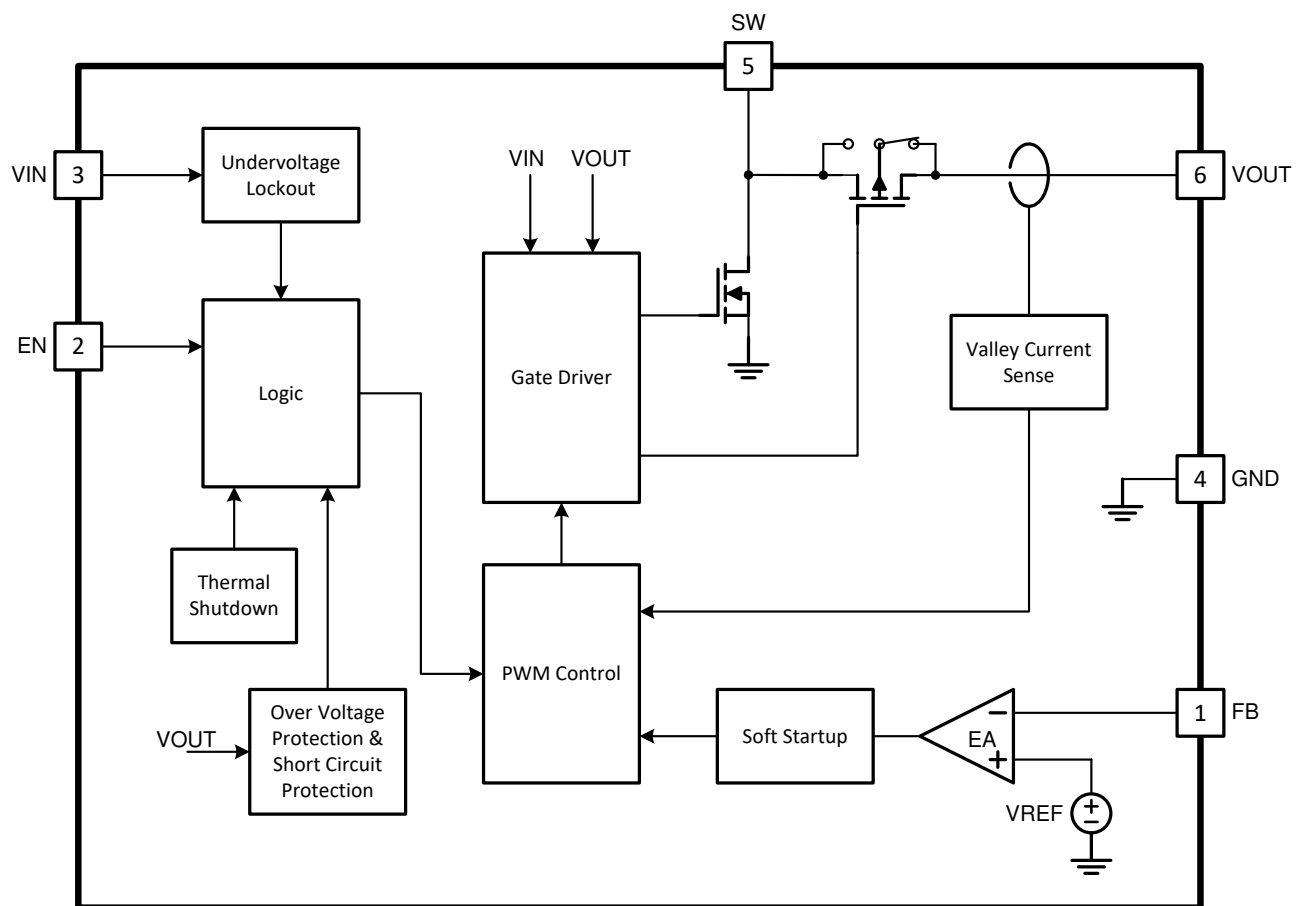 SW
5
VIN
3
Undervoltage
Lockout
VIN
VOUT
6
VOUT
EN
2
Logic
Gate Driver
Valley Current
Sense
4
GND
Thermal
Shutdown
PWM Control
Over Voltage
Protection &
Short Circuit
Protection
VOUT
Soft Startup
EA
−
+
1
FB
VREF
+
−